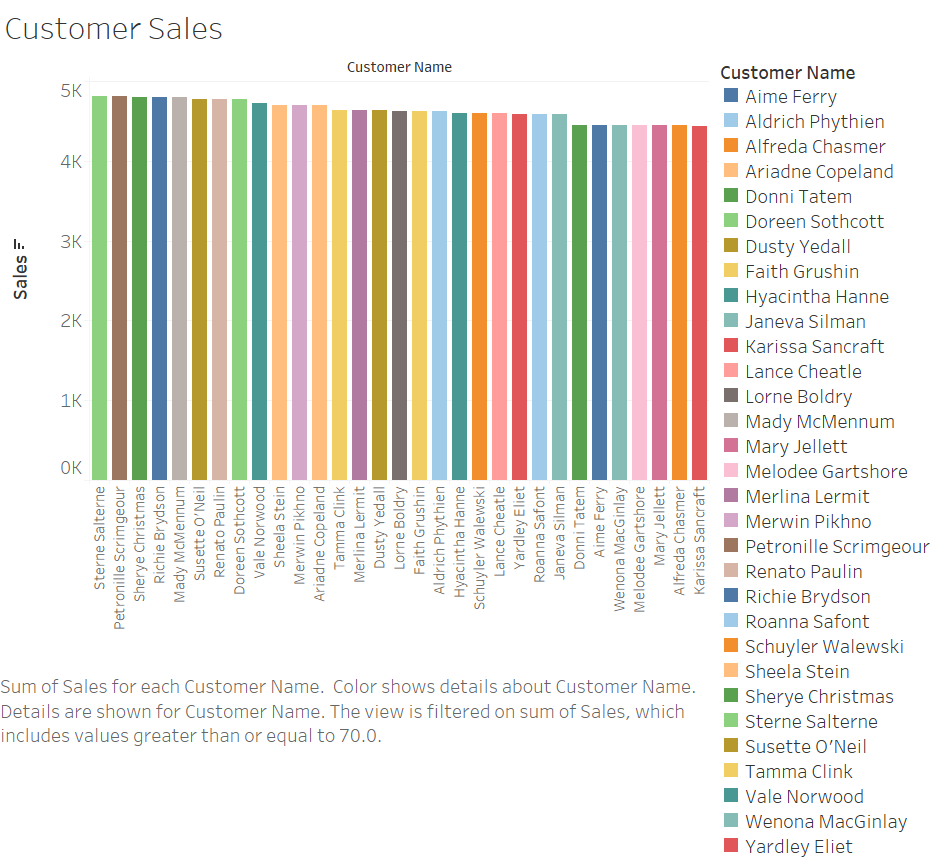 Customer Sales
Customer Name
5K
4K
3K
2K
1K
0K
Sales
Sterne Salterne
Petronille Scrimgeour
Sherye Christmas
Richie Brydson
Mady McMennum
Susette O’Neil
Renato Paulin
Doreen Sothcott
Vale Norwood
Sheela Stein
Merwin Pikhno
Ariadne Copeland
Tamma Clink
Merlina Lermit
Dusty Yedall
Lorne Boldry
Faith Grushin
Aldrich Phythien
Hyacintha Hanne
Schuyler Walewski
Lance Cheatle
Yardley Eliet
Roanna Safont
Janeva Silman
Donni Tatem
Aime Ferry
Wenona MacGinlay
Melodee Gartshore
Mary Jellett
Alfreda Chasmer
Karissa Sancraft
Sum of Sales for each Customer Name.  Color shows details about Customer Name.
Details are shown for Customer Name. The view is filtered on sum of Sales, which
includes values greater than or equal to 70.0.
Customer Name
Aime Ferry
Aldrich Phythien
Alfreda Chasmer
Ariadne Copeland
Donni Tatem
Doreen Sothcott
Dusty Yedall
Faith Grushin
Hyacintha Hanne
Janeva Silman
Karissa Sancraft
Lance Cheatle
Lorne Boldry
Mady McMennum
Mary Jellett
Melodee Gartshore
Merlina Lermit
Merwin Pikhno
Petronille Scrimgeour
Renato Paulin
Richie Brydson
Roanna Safont
Schuyler Walewski
Sheela Stein
Sherye Christmas
Sterne Salterne
Susette O’Neil
Tamma Clink
Vale Norwood
Wenona MacGinlay
Yardley Eliet